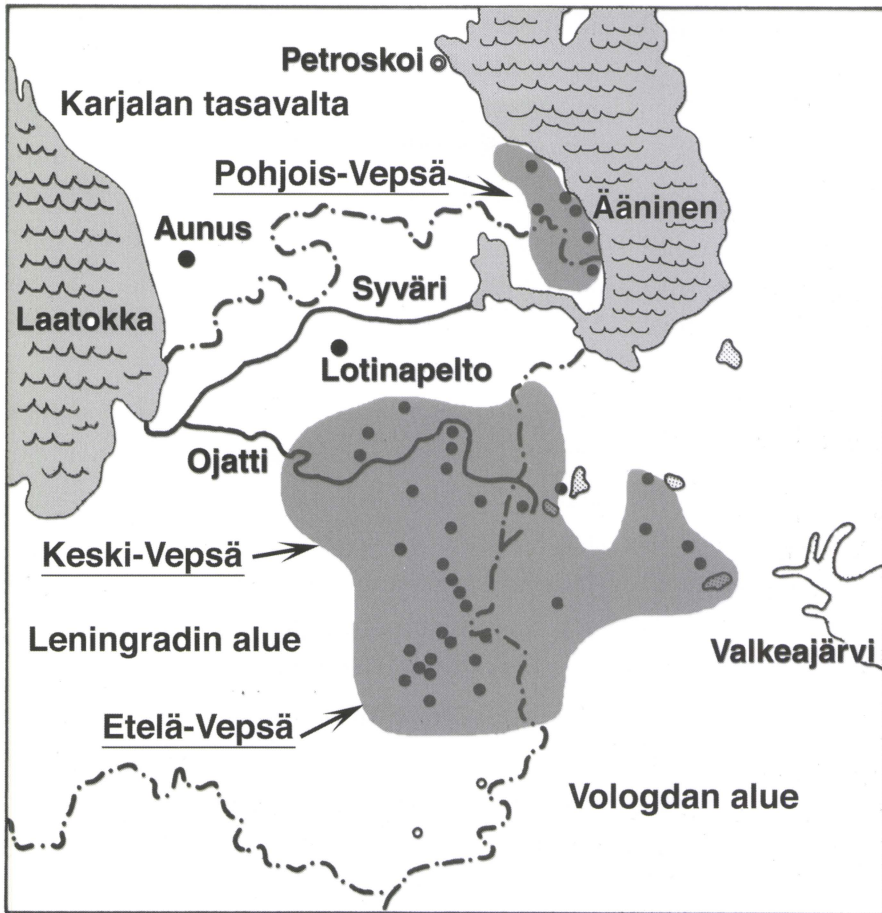 Petroskoi
Karjalan tasavalta
Pohjois-Vepsä
Ääninen
Aunus
Syväri
Laatokka
Lotinapelto
Ojatti
Keski-Vepsä
Leningradin alue
Valkeajärvi
Etelä-Vepsä
Vologdan alue